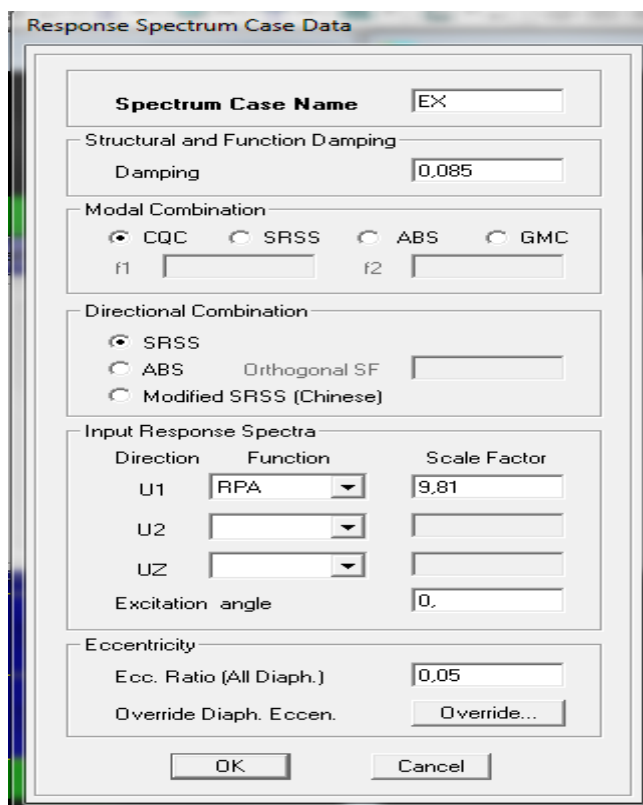 Response Spectrum Case Data
Spectrum Case Name EX
Structural and Function Damping
Damping 0,085
Modal Combination
CQC SRSS ABS GMC
f1 f2
Directional Combination
SRSS
ABS Orthogonal SF
Modified SRSS (Chinese)
Input Response Spectra
Direction Function Scale Factor
U1 RPA 9,81
U2
UZ
Excitation angle 0,
Eccentricity
Ecc. Ratio (All Diaph.) 0,05
Override Diaph. Eccen. Override...
OK Cancel